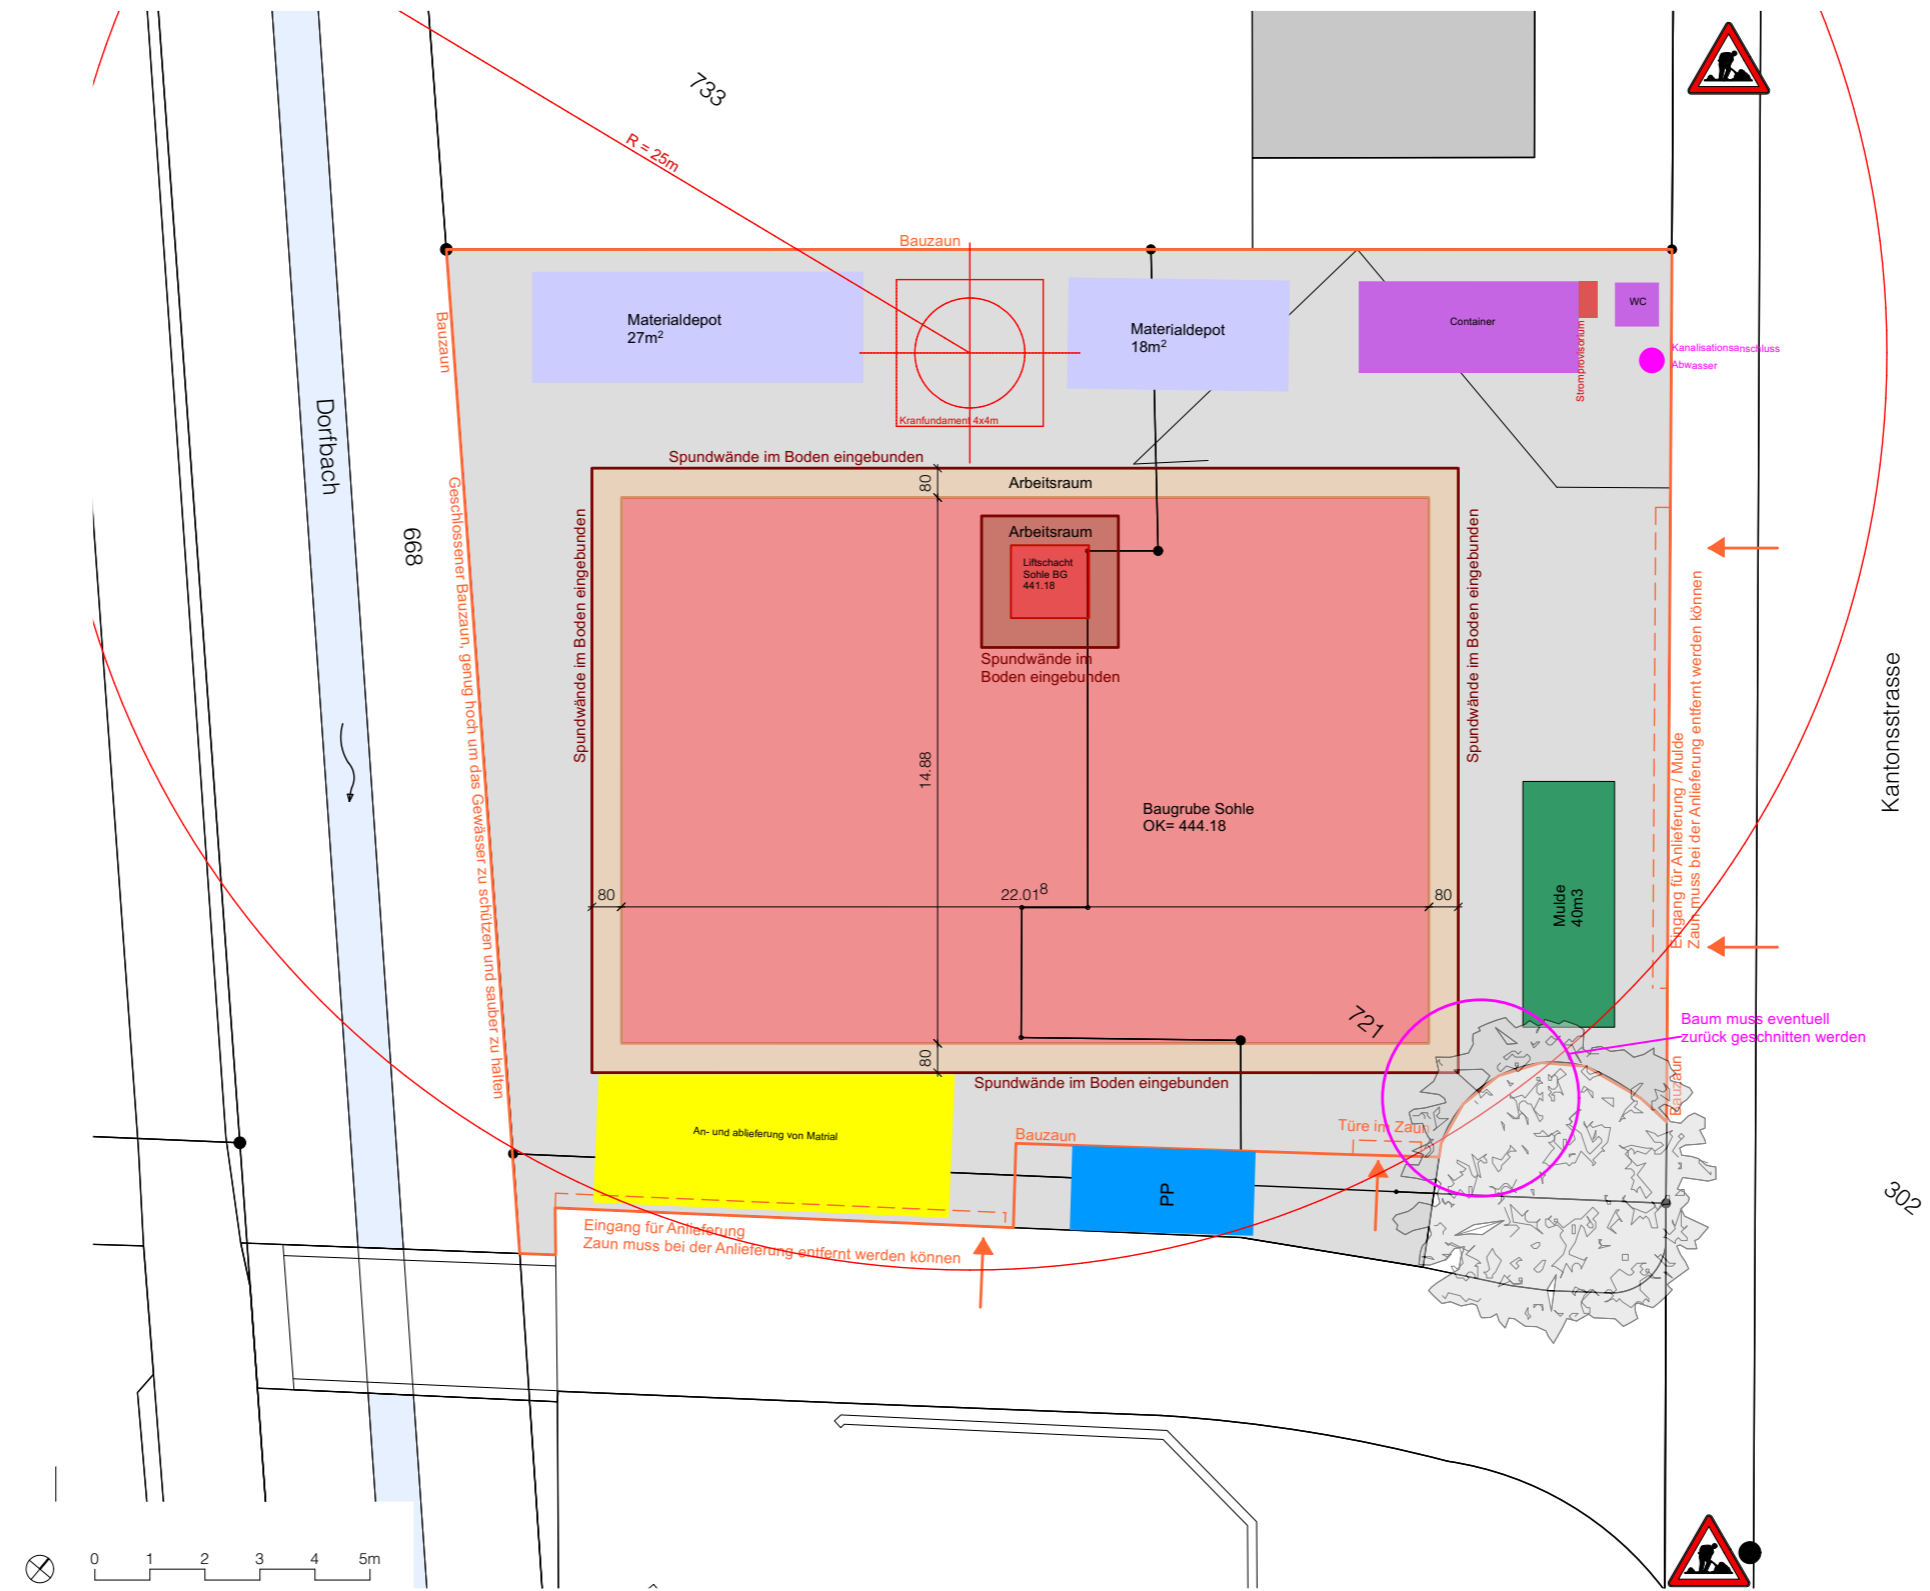 733
R = 25m
Bauzaun
Bauzaun
Materialdepot
27m²
Kranfundament 4x4m
Materialdepot
18m²
Container
Stromprovisorium
WC
Kanalisationsanschluss
Abwasser
Dorfbach
668
Geschlossener Bauzaun, genug hoch um das Gewässer zu schützen und sauber zu halten
Spundwände im Boden eingebunden
Spundwände im Boden eingebunden
Spundwände im Boden eingebunden
80
Arbeitsraum
Arbeitsraum
Liftschacht
Sohle BG
441.18
Spundwände im
Boden eingebunden
14.88
Baugrube Sohle
OK= 444.18
80
22.01⁸
80
721
80
Spundwände im Boden eingebunden
Mulde
40m3
Eingang für Anlieferung / Mulde
Zaun muss bei der Anlieferung entfernt werden können
Kantonsstrasse
Baum muss eventuell
zurück geschnitten werden
Bauzaun
An- und ablieferung von Matrial
Bauzaun
Türe im Zaun
PP
302
Eingang für Anlieferung
Zaun muss bei der Anlieferung entfernt werden können
0 1 2 3 4 5m